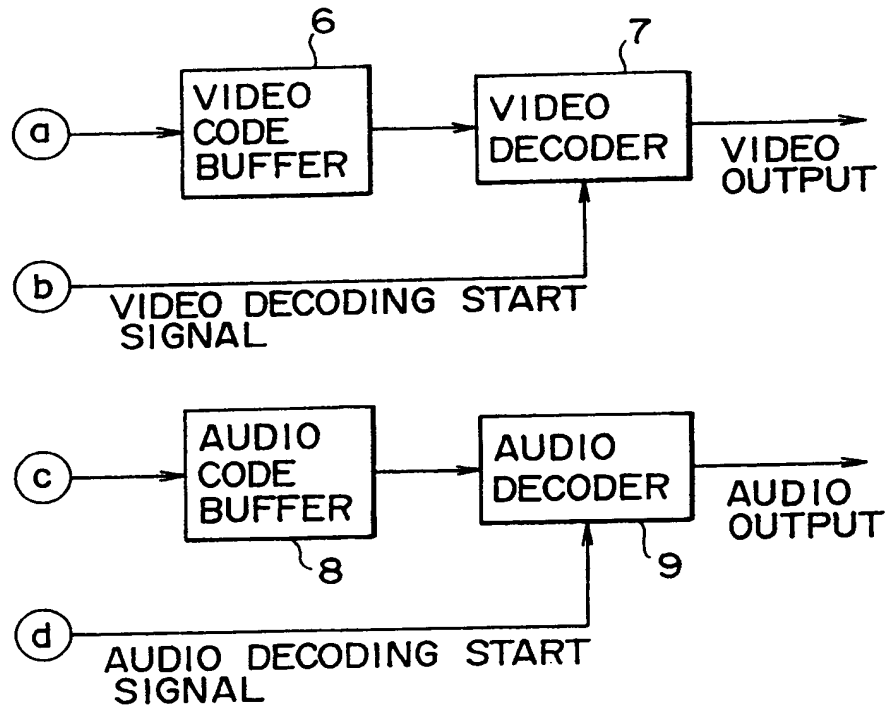 6
7
a
VIDEO
CODE
BUFFER
VIDEO
DECODER
VIDEO
OUTPUT
b
VIDEO DECODING START
SIGNAL
c
AUDIO
CODE
BUFFER
AUDIO
DECODER
AUDIO
OUTPUT
8
9
d
AUDIO DECODING START
SIGNAL